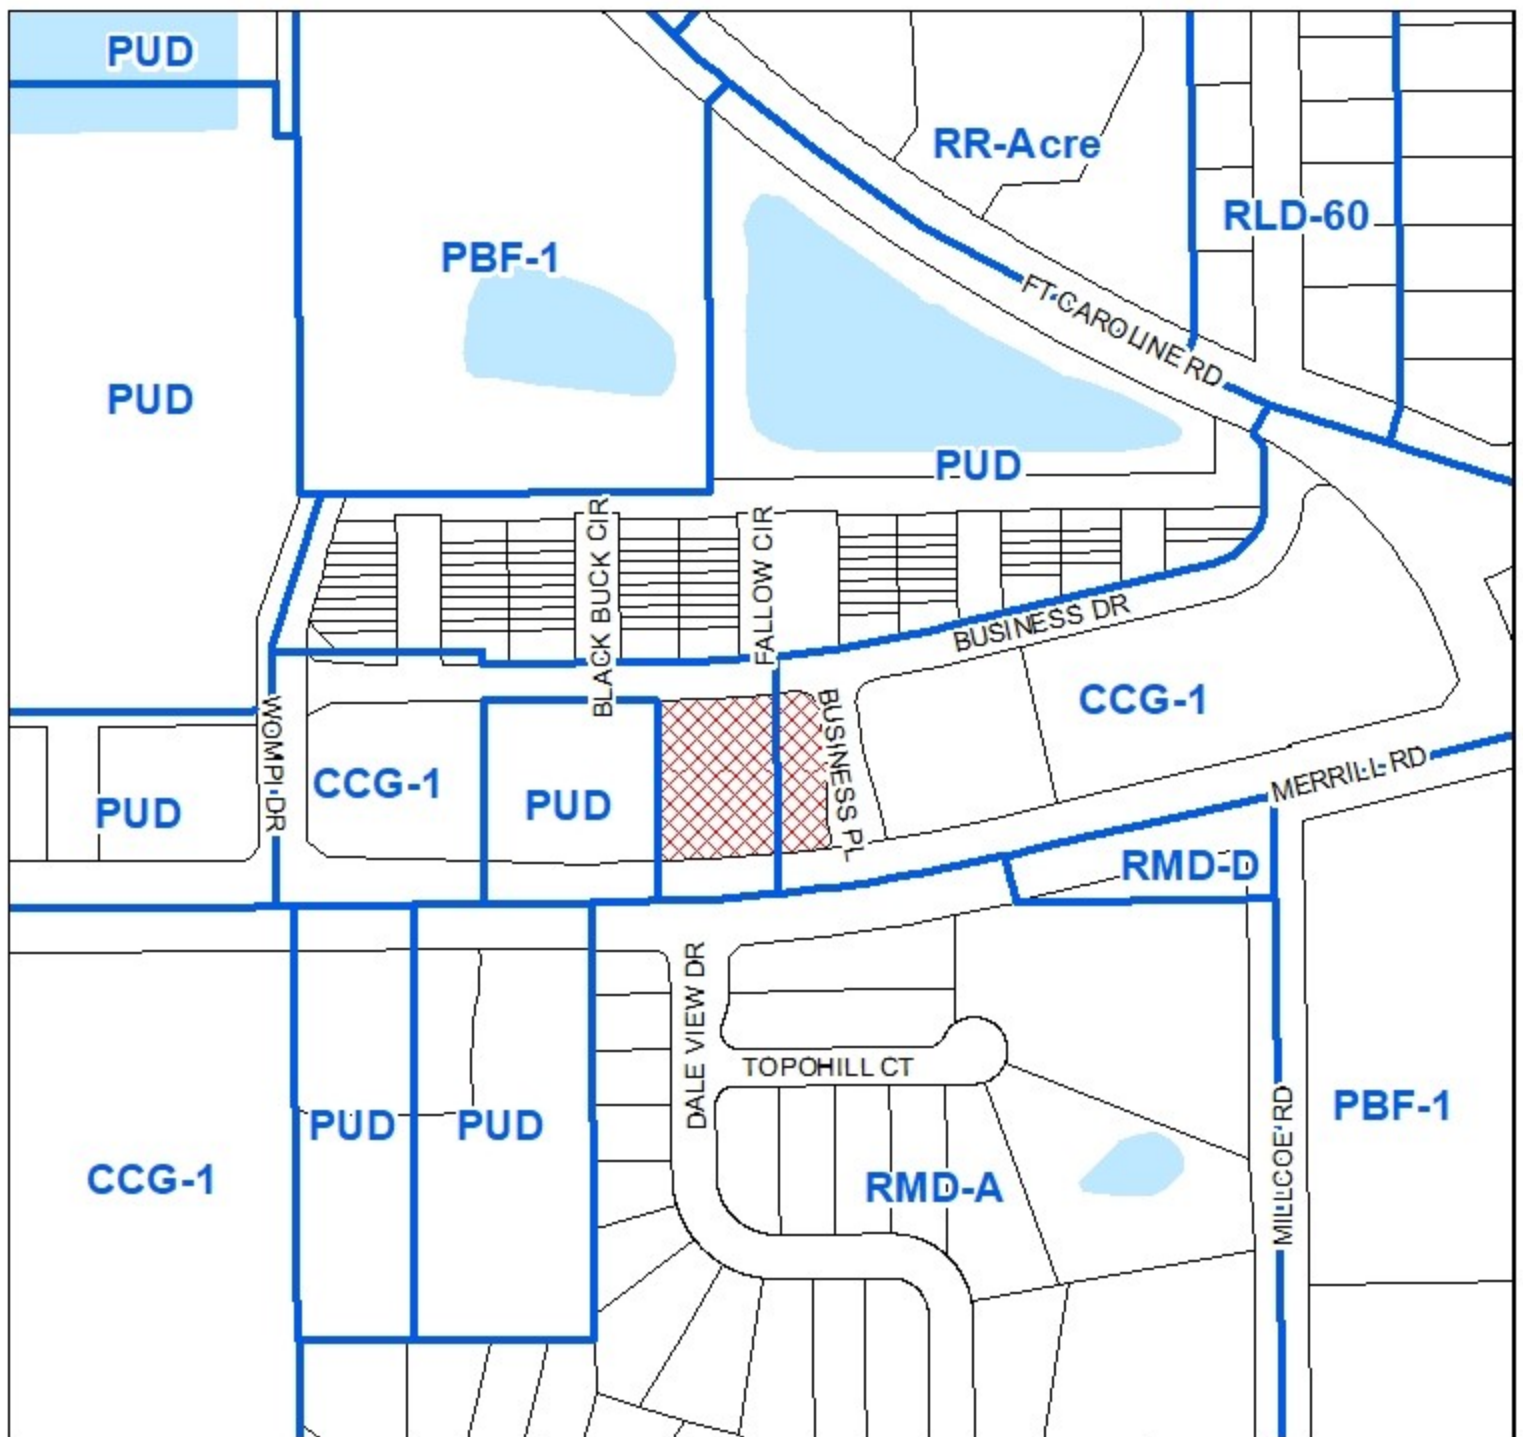 PUD
RR-Acre
RLD-60
PBF-1
FT CAROLINE RD
PUD
PUD
BLACK BUCK CIR
FALLOW CIR
BUSINESS DR
CCG-1
WOMPI DR
CCG-1
PUD
PUD
BUSINESS PL
MERRILL RD
RMD-D
DALE VIEW DR
TOPOHILL CT
PUD
PUD
CCG-1
RMD-A
MILLCOE RD
PBF-1